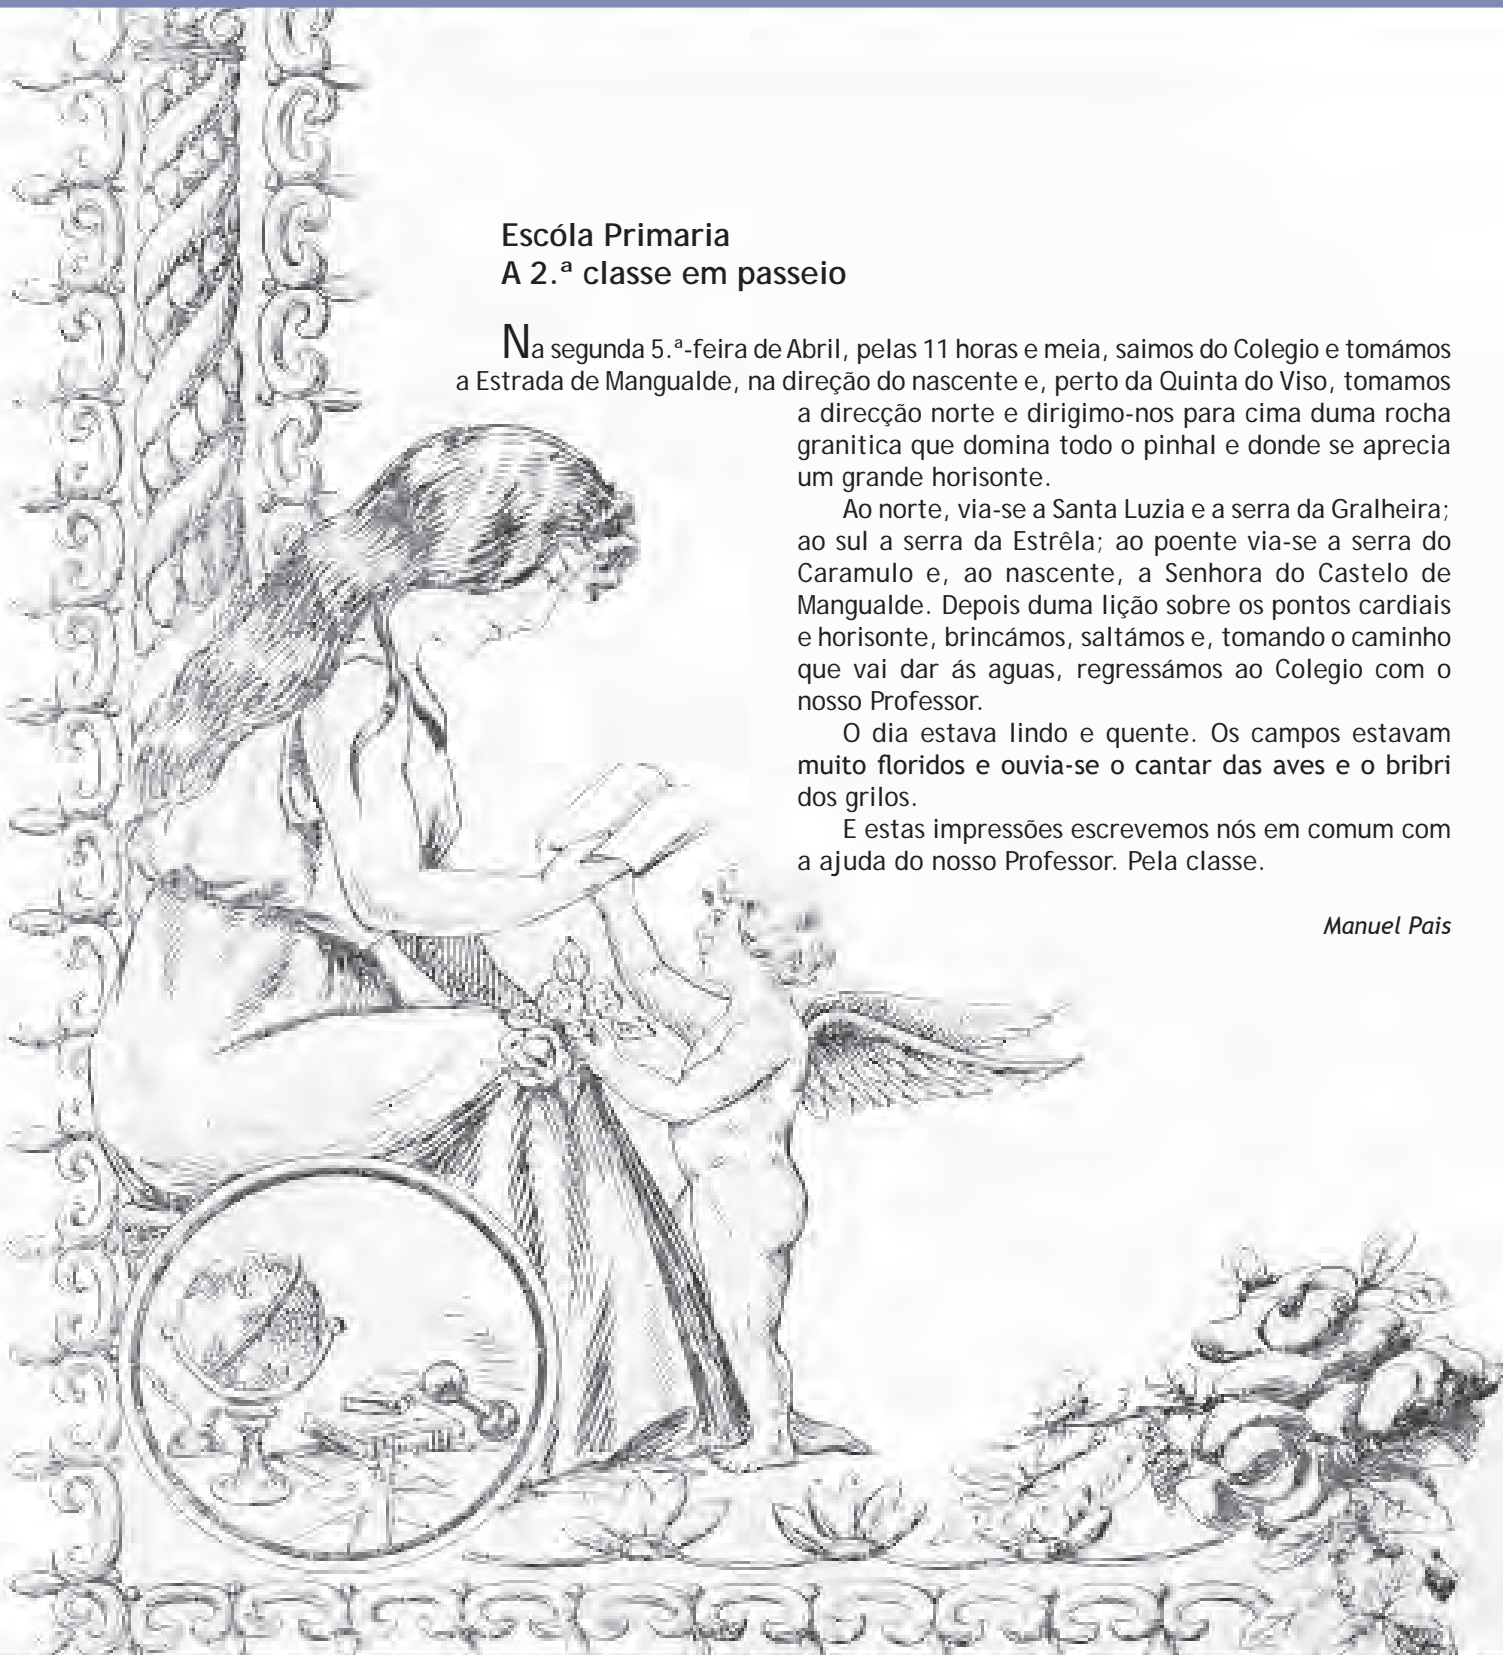 Escóla Primaria
A 2.ª classe em passeio
Na segunda 5.ª-feira de Abril, pelas 11 horas e meia, saimos do Colegio e tomámos
a Estrada de Mangualde, na direção do nascente e, perto da Quinta do Viso, tomamos
a direcção norte e dirigimo-nos para cima duma rocha
granitica que domina todo o pinhal e donde se aprecia
um grande horisonte.
Ao norte, via-se a Santa Luzia e a serra da Gralheira;
ao sul a serra da Estrêla; ao poente via-se a serra do
Caramulo e, ao nascente, a Senhora do Castelo de
Mangualde. Depois duma lição sobre os pontos cardiais
e horisonte, brincámos, saltámos e, tomando o caminho
que vai dar ás aguas, regressámos ao Colegio com o
nosso Professor.
O dia estava lindo e quente. Os campos estavam
muito floridos e ouvia-se o cantar das aves e o bribri
dos grilos.
E estas impressões escrevemos nós em comum com
a ajuda do nosso Professor. Pela classe.
Manuel Pais